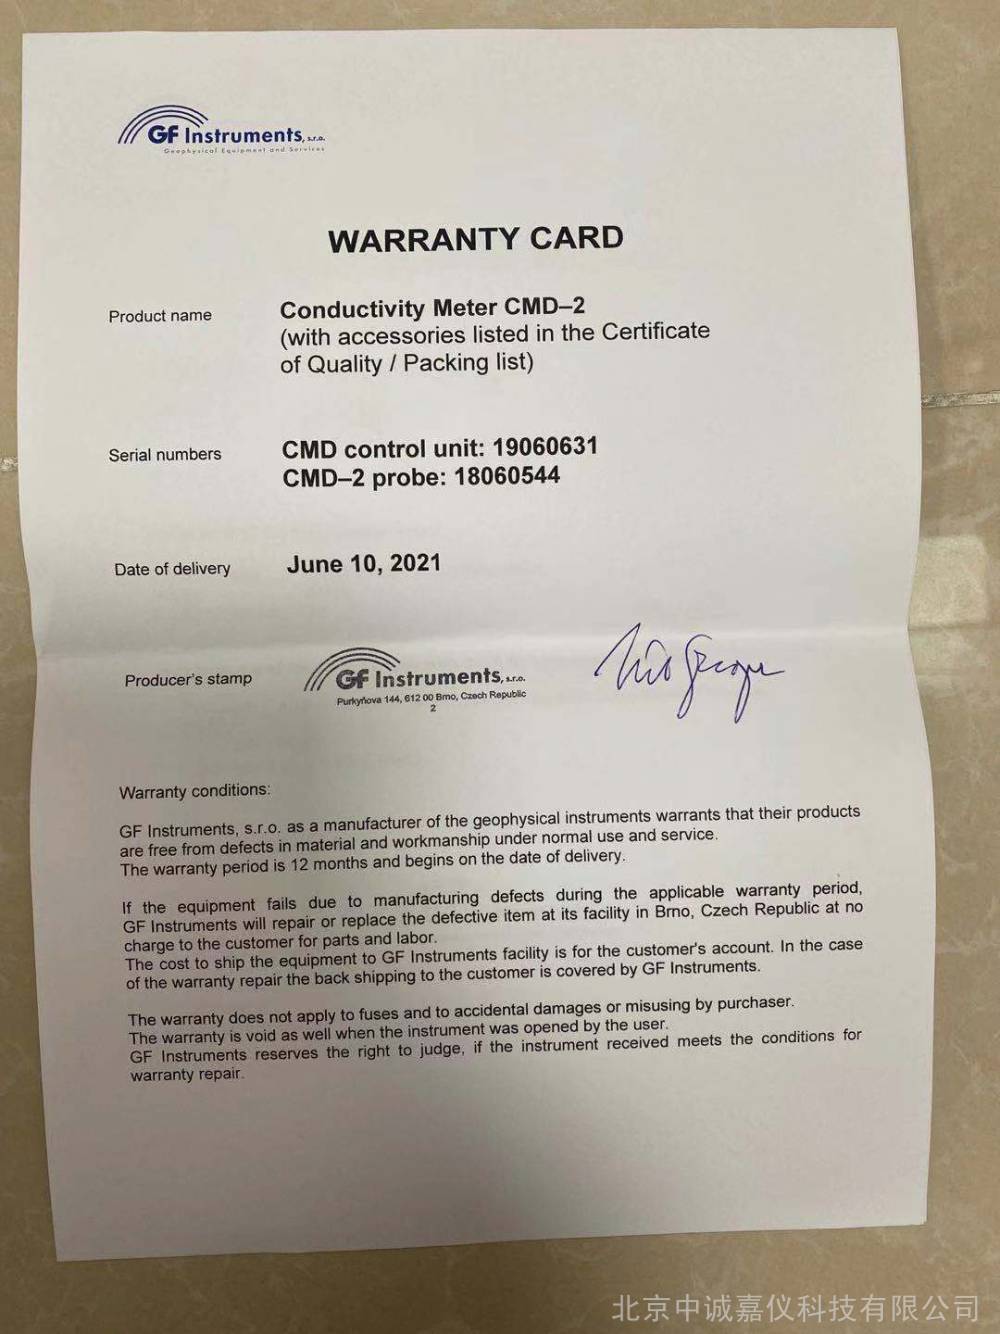 GF Instruments, s.r.o.
Geophysical Equipment and Services
WARRANTY CARD
Product name
Conductivity Meter CMD–2
(with accessories listed in the Certificate
of Quality / Packing list)
Serial numbers
CMD control unit: 19060631
CMD–2 probe: 18060544
Date of delivery
June 10, 2021
Producer's stamp
GF Instruments, s.r.o.
Purkyňova 144, 612 00 Brno, Czech Republic
2
Warranty conditions:
GF Instruments, s.r.o. as a manufacturer of the geophysical instruments warrants that their products
are free from defects in material and workmanship under normal use and service.
The warranty period is 12 months and begins on the date of delivery.
If the equipment fails due to manufacturing defects during the applicable warranty period,
GF Instruments will repair or replace the defective item at its facility in Brno, Czech Republic at no
charge to the customer for parts and labor.
The cost to ship the equipment to GF Instruments facility is for the customer's account. In the case
of the warranty repair the back shipping to the customer is covered by GF Instruments.
The warranty does not apply to fuses and to accidental damages or misusing by purchaser.
The warranty is void as well when the instrument was opened by the user.
GF Instruments reserves the right to judge, if the instrument received meets the conditions for
warranty repair.
北京中诚嘉仪科技有限公司